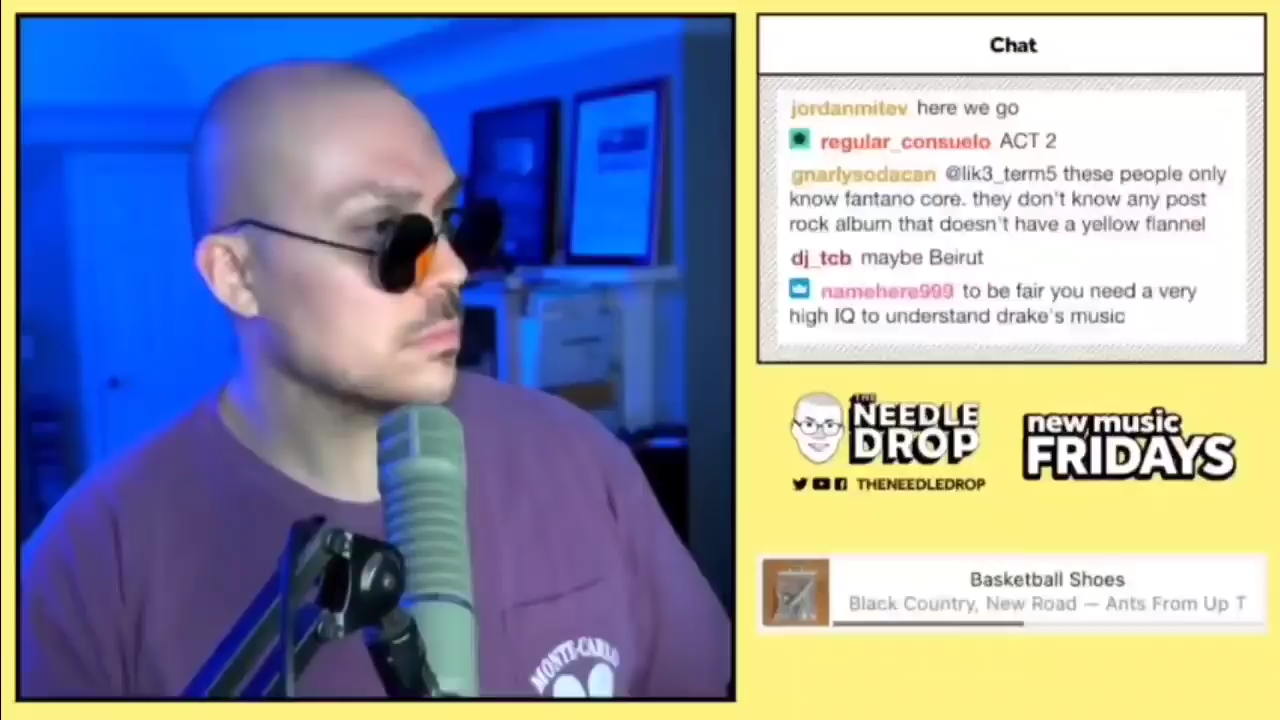 Chat
jordanmitev here we go
regular_consuelo ACT 2
gnarlysodacan @lik3_term5 these people only
know fantano core. they don't know any post
rock album that doesn't have a yellow flannel
dj_tcb maybe Beirut
namehere999 to be fair you need a very
high IQ to understand drake's music
THE
NEEDLE
DROP
THENEEDLEDROP
new music
FRIDAYS
Basketball Shoes
Black Country, New Road — Ants From Up T
MONTE-CARLO